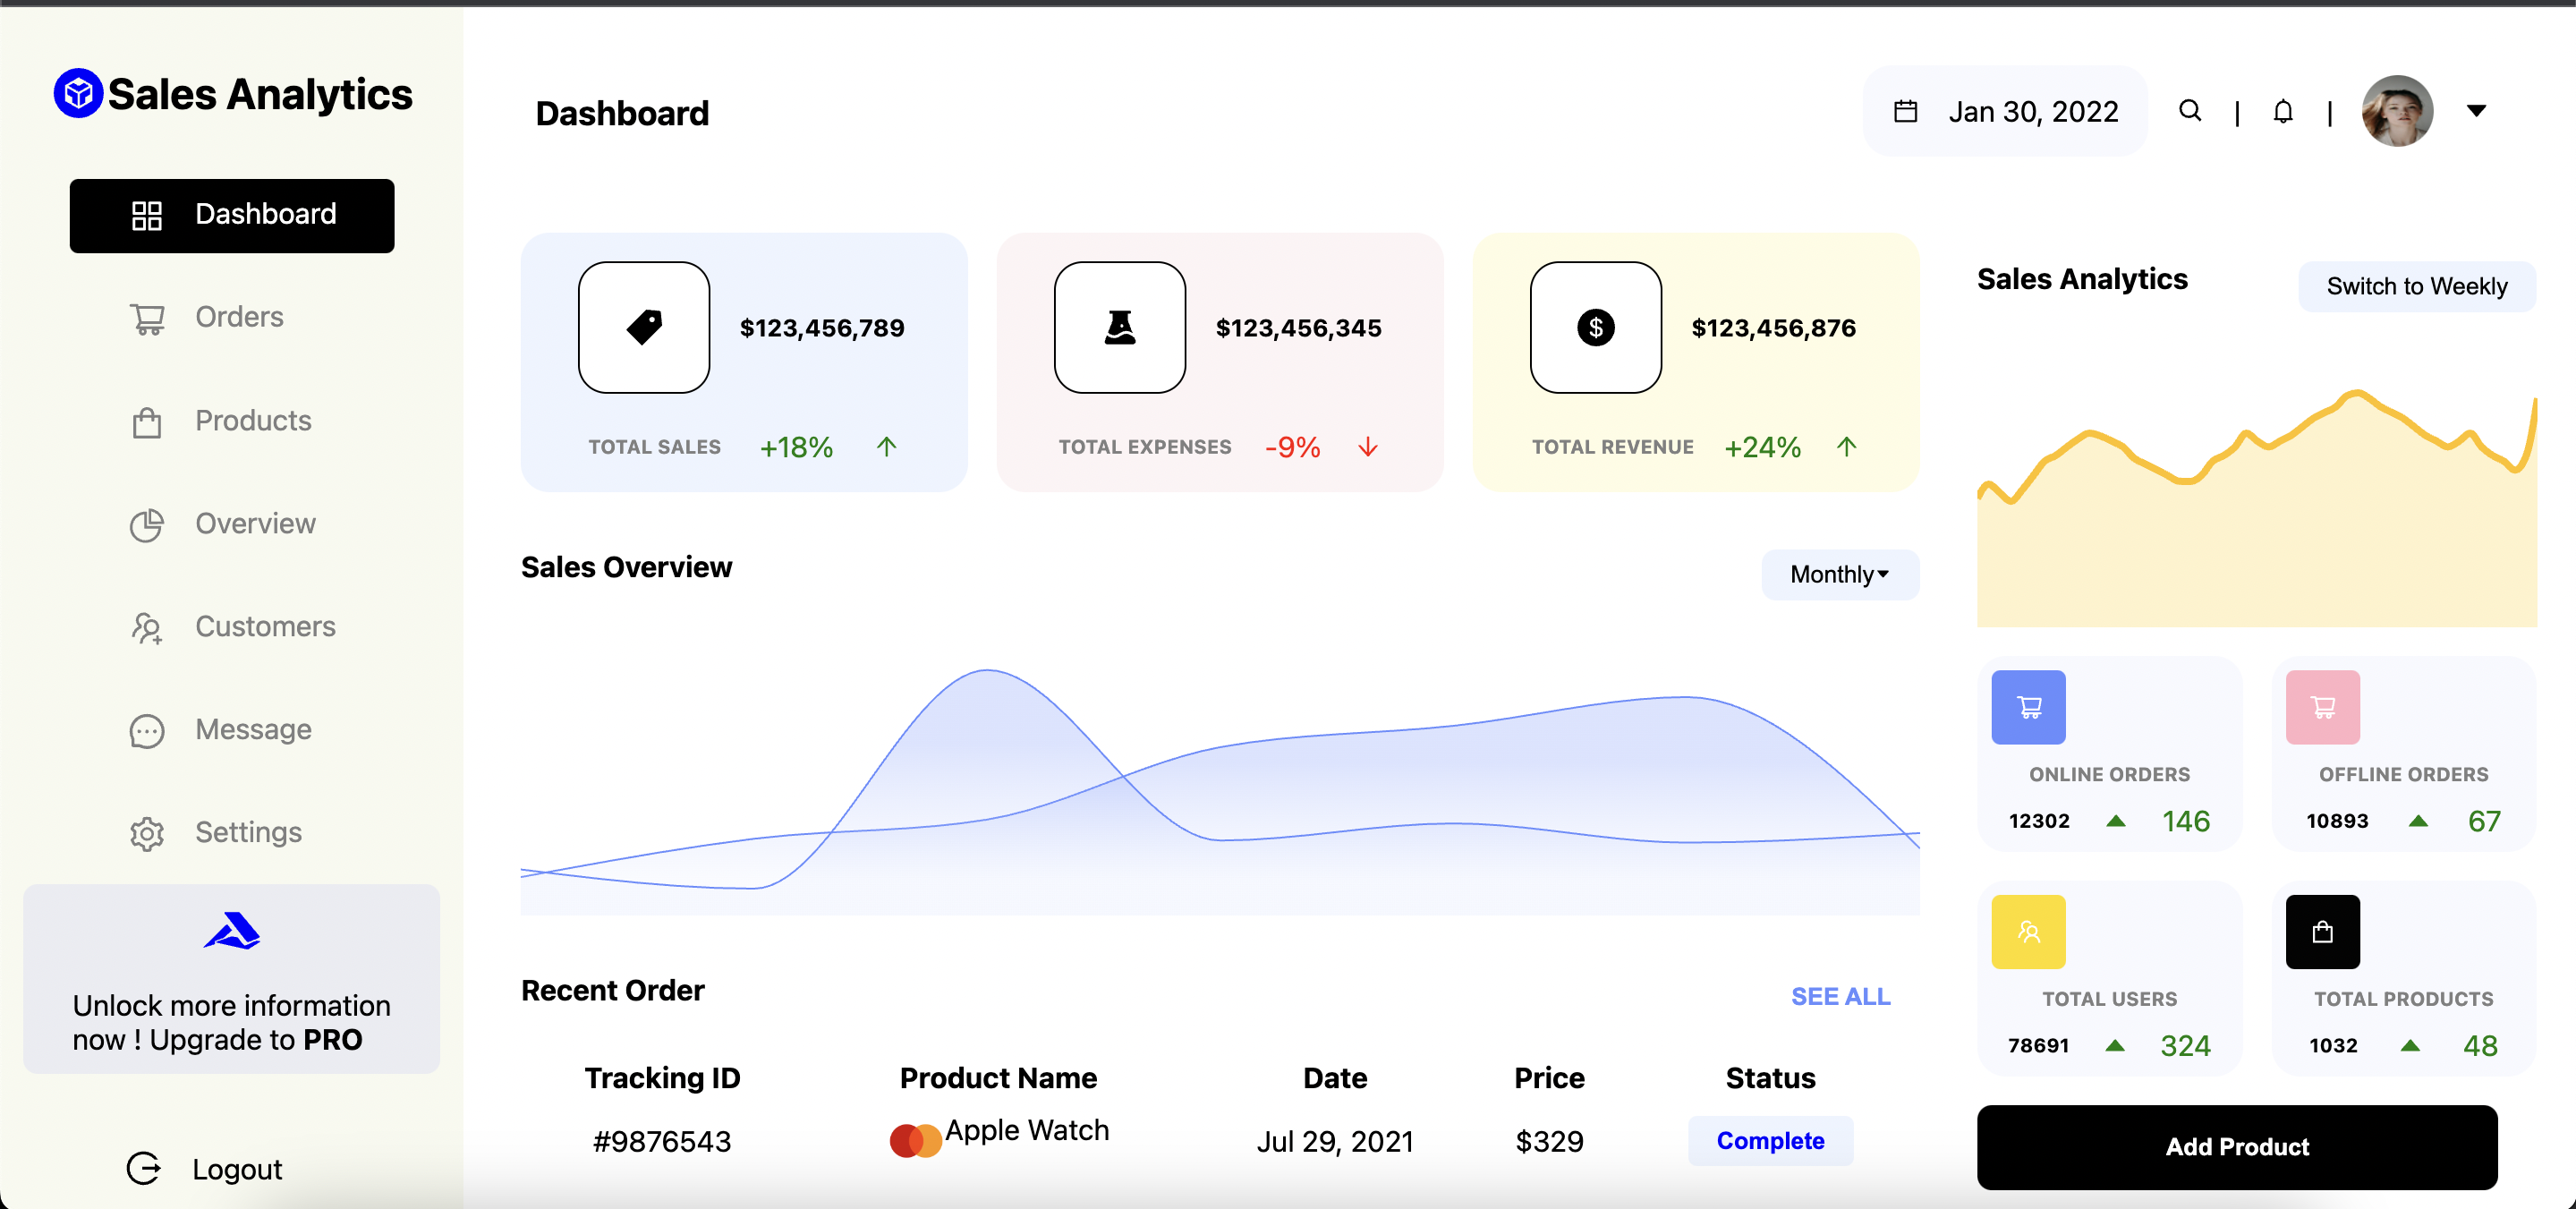 Sales Analytics
Dashboard
Orders
Products
Overview
Customers
Message
Settings
Unlock more information
now ! Upgrade to PRO
Logout
Dashboard
Jan 30, 2022
|
|
$123,456,789
TOTAL SALES +18%
$123,456,345
TOTAL EXPENSES -9%
$
$123,456,876
TOTAL REVENUE +24%
Sales Overview
Monthly
Recent Order
SEE ALL
Tracking ID Product Name Date Price Status
#9876543 Apple Watch Jul 29, 2021 $329 Complete
Sales Analytics
Switch to Weekly
ONLINE ORDERS
12302 146
OFFLINE ORDERS
10893 67
TOTAL USERS
78691 324
TOTAL PRODUCTS
1032 48
Add Product